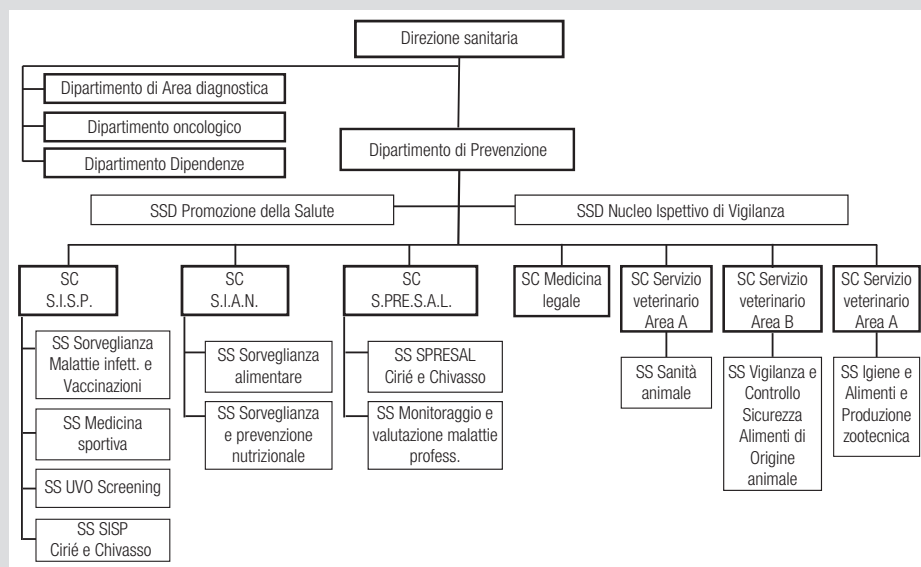 Direzione sanitaria
Dipartimento di Area diagnostica
Dipartimento oncologico
Dipartimento Dipendenze
Dipartimento di Prevenzione
SSD Promozione della Salute
SSD Nucleo Ispettivo di Vigilanza
SC
S.I.S.P.
SC
S.I.A.N.
SC
S.PRE.S.A.L.
SC Medicina
legale
SC Servizio
veterinario
Area A
SC Servizio
veterinario
Area B
SC Servizio
veterinario
Area A
SS Sorveglianza
Malattie infett. e
Vaccinazioni
SS Medicina
sportiva
SS UVO Screening
SS SISP
Cirié e Chivasso
SS Sorveglianza
alimentare
SS Sorveglianza
e prevenzione
nutrizionale
SS SPRESAL
Cirié e Chivasso
SS Monitoraggio e
valutazione malattie
profess.
SS Sanità
animale
SS Vigilanza e
Controllo
Sicurezza
Alimenti di
Origine
animale
SS Igiene e
Alimenti e
Produzione
zootecnica